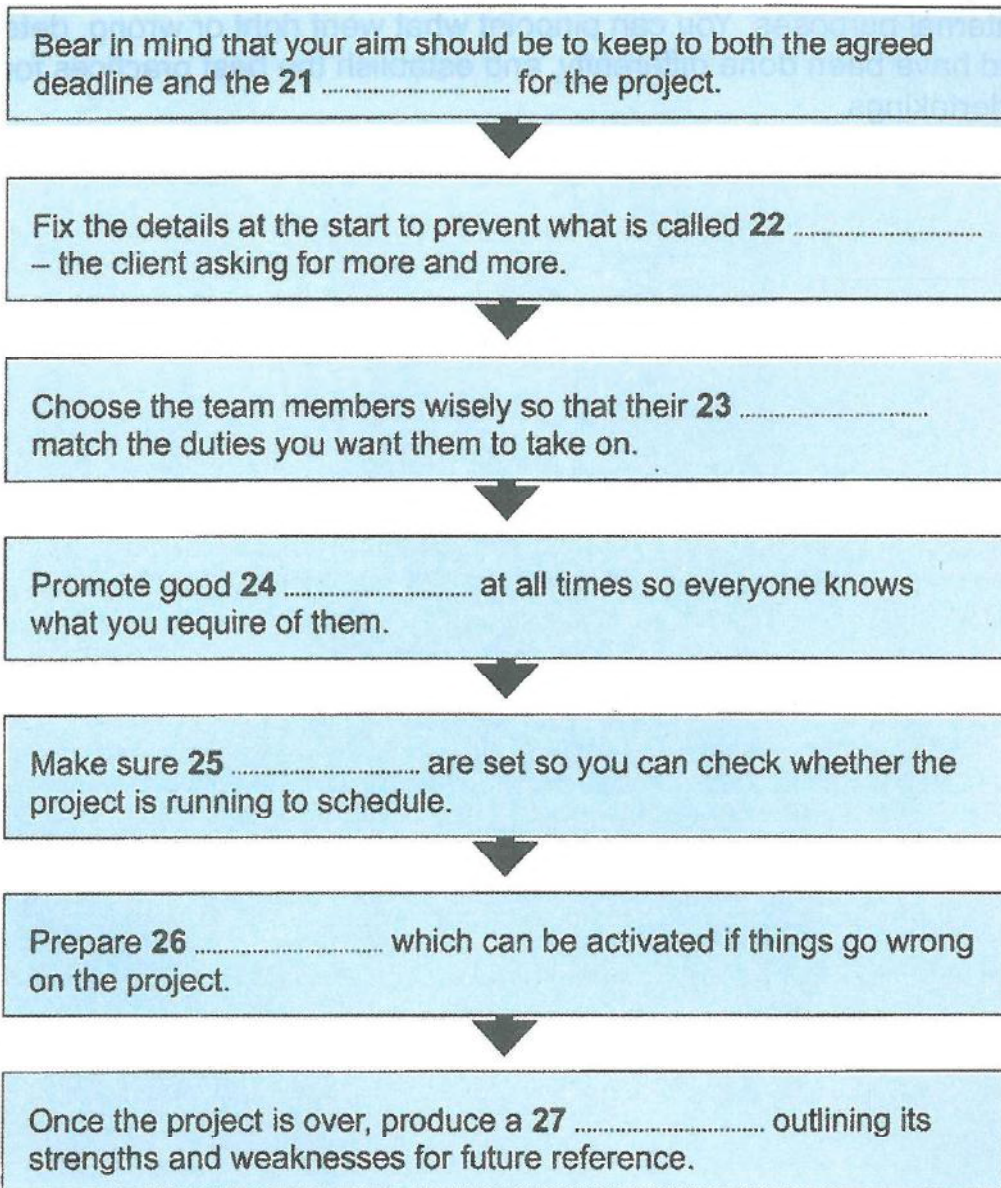 Bear in mind that your aim should be to keep to both the agreed
deadline and the 21 .............................. for the project.
Fix the details at the start to prevent what is called 22 ..............................
– the client asking for more and more.
Choose the team members wisely so that their 23 ..............................
match the duties you want them to take on.
Promote good 24 .............................. at all times so everyone knows
what you require of them.
Make sure 25 .............................. are set so you can check whether the
project is running to schedule.
Prepare 26 .............................. which can be activated if things go wrong
on the project.
Once the project is over, produce a 27 .............................. outlining its
strengths and weaknesses for future reference.